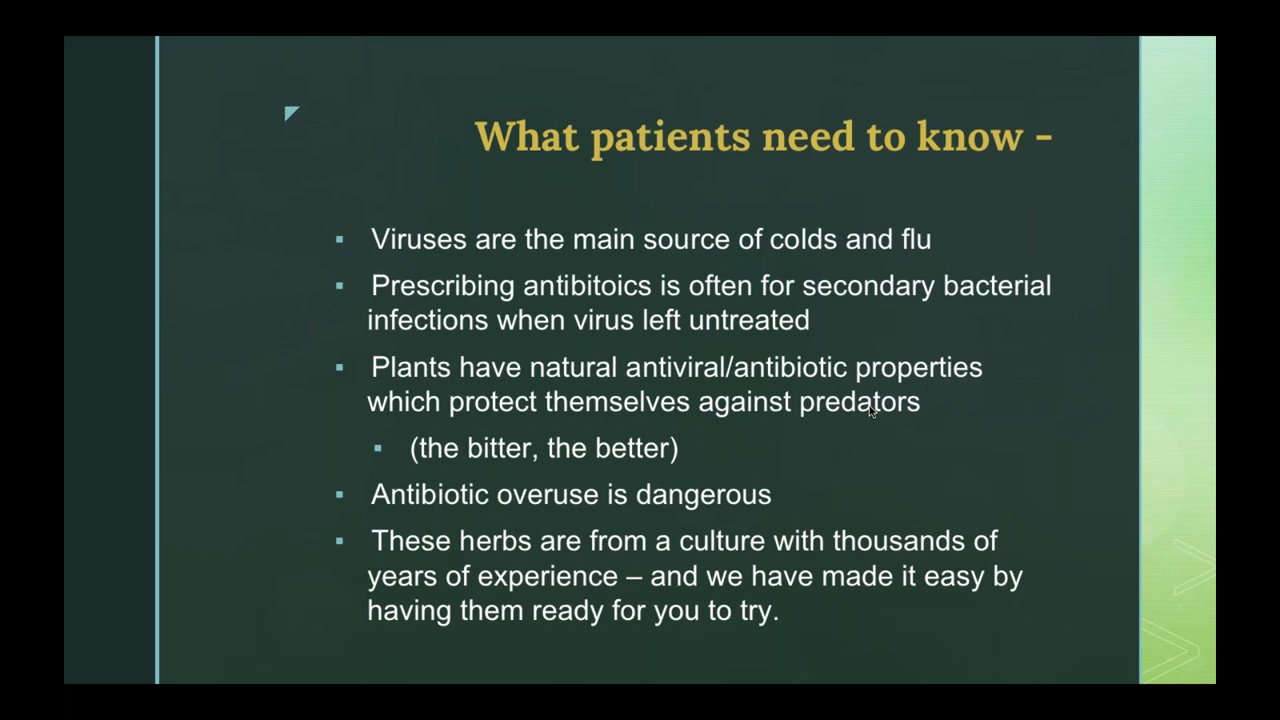 What patients need to know -
▪ Viruses are the main source of colds and flu
▪ Prescribing antibitoics is often for secondary bacterial
infections when virus left untreated
▪ Plants have natural antiviral/antibiotic properties
which protect themselves against predators
▪ (the bitter, the better)
▪ Antibiotic overuse is dangerous
▪ These herbs are from a culture with thousands of
years of experience – and we have made it easy by
having them ready for you to try.